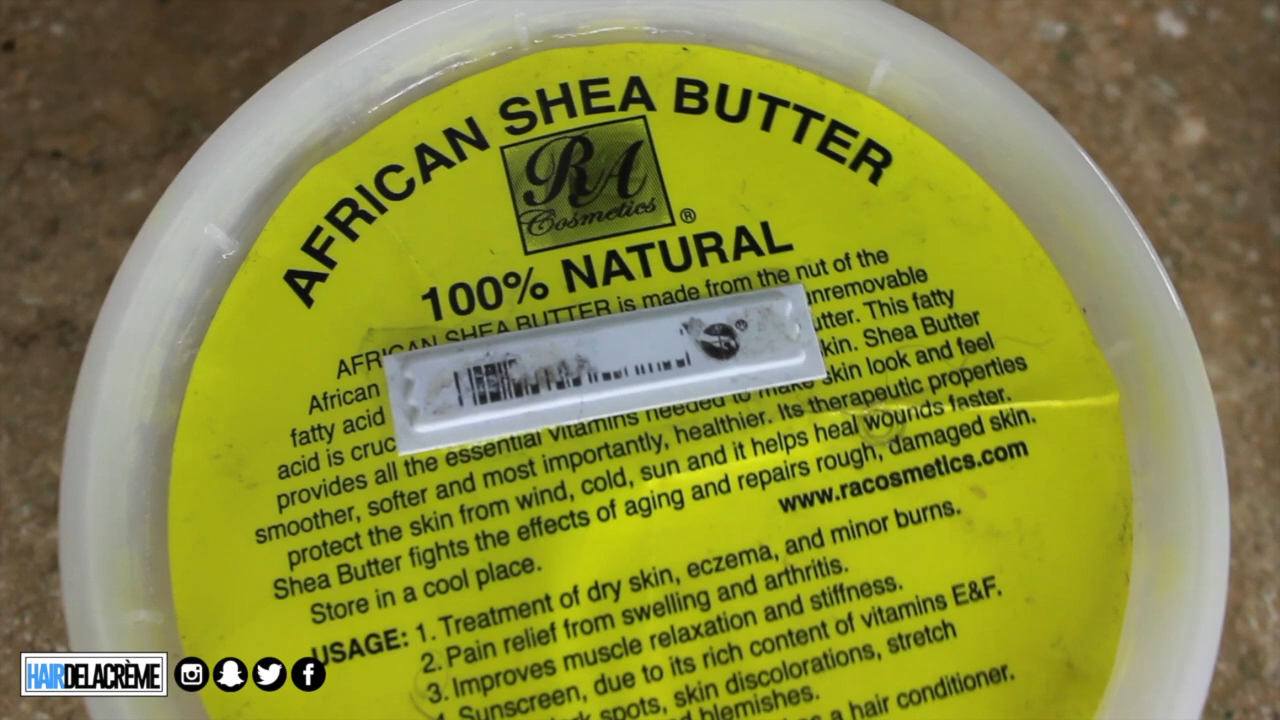 AFRICAN SHEA BUTTER
RA
Cosmetics®
100% NATURAL
AFRICAN SHEA BUTTER is made from the nut of the
African unremovable
fatty acid utter. This fatty
acid is cruc kin. Shea Butter
provides all the essential vitamins needed to make skin look and feel
smoother, softer and most importantly, healthier. Its therapeutic properties
protect the skin from wind, cold, sun and it helps heal wounds faster.
Shea Butter fights the effects of aging and repairs rough, damaged skin.
Store in a cool place. www.racosmetics.com
USAGE: 1. Treatment of dry skin, eczema, and minor burns.
2. Pain relief from swelling and arthritis.
3. Improves muscle relaxation and stiffness.
4. Sunscreen, due to its rich content of vitamins E&F.
spots, skin discolorations, stretch
blemishes.
a hair conditioner.
HAIRDELACRÈME